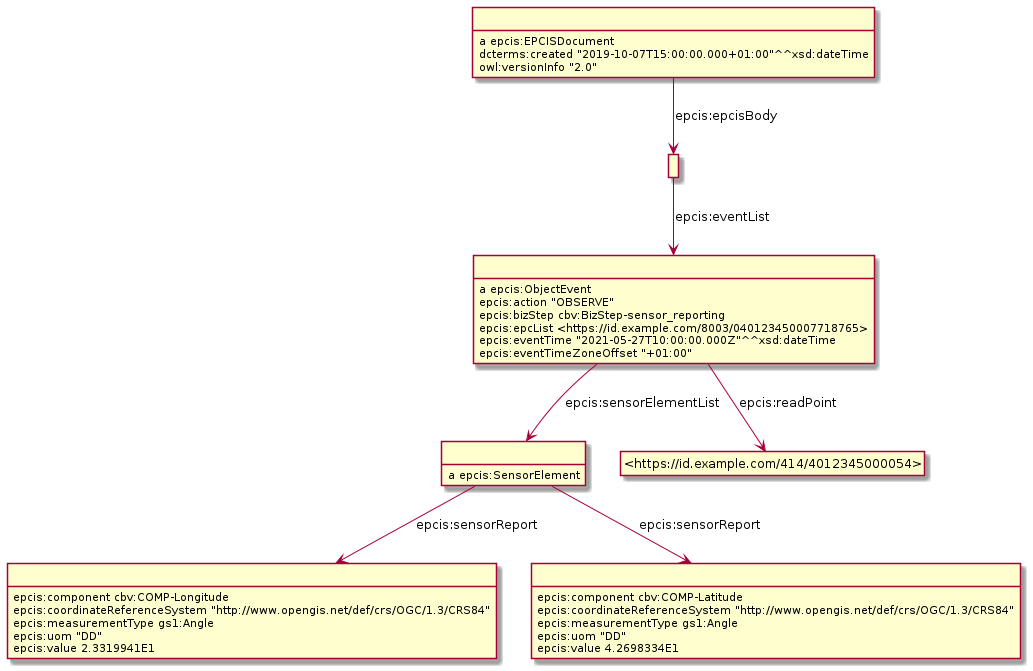 a epcis:EPCISDocument
dcterms:created "2019-10-07T15:00:00.000+01:00"^^xsd:dateTime
owl:versionInfo "2.0"
epcis:epcisBody
epcis:eventList
a epcis:ObjectEvent
epcis:action "OBSERVE"
epcis:bizStep cbv:BizStep-sensor_reporting
epcis:epcList <https://id.example.com/8003/040123450007718765>
epcis:eventTime "2021-05-27T10:00:00.000Z"^^xsd:dateTime
epcis:eventTimeZoneOffset "+01:00"
epcis:sensorElementList
epcis:readPoint
a epcis:SensorElement
<https://id.example.com/414/4012345000054>
epcis:sensorReport
epcis:sensorReport
epcis:component cbv:COMP-Longitude
epcis:coordinateReferenceSystem "http://www.opengis.net/def/crs/OGC/1.3/CRS84"
epcis:measurementType gs1:Angle
epcis:uom "DD"
epcis:value 2.3319941E1
epcis:component cbv:COMP-Latitude
epcis:coordinateReferenceSystem "http://www.opengis.net/def/crs/OGC/1.3/CRS84"
epcis:measurementType gs1:Angle
epcis:uom "DD"
epcis:value 4.2698334E1